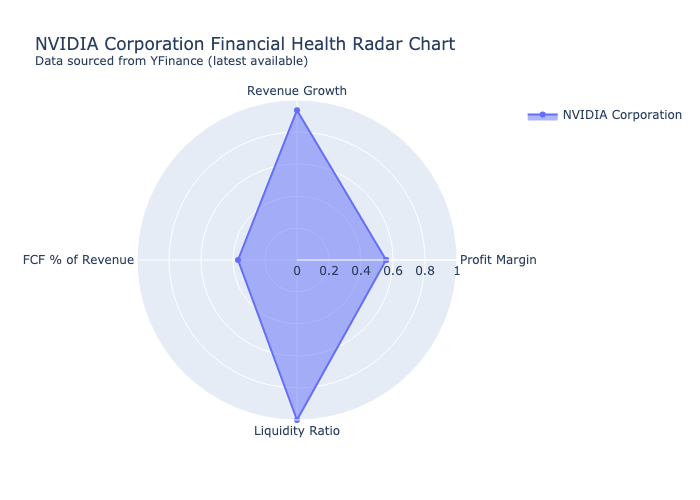 NVIDIA Corporation Financial Health Radar Chart
Data sourced from YFinance (latest available)
Revenue Growth
NVIDIA Corporation
FCF % of Revenue
Profit Margin
0 0.2 0.4 0.6 0.8 1
Liquidity Ratio